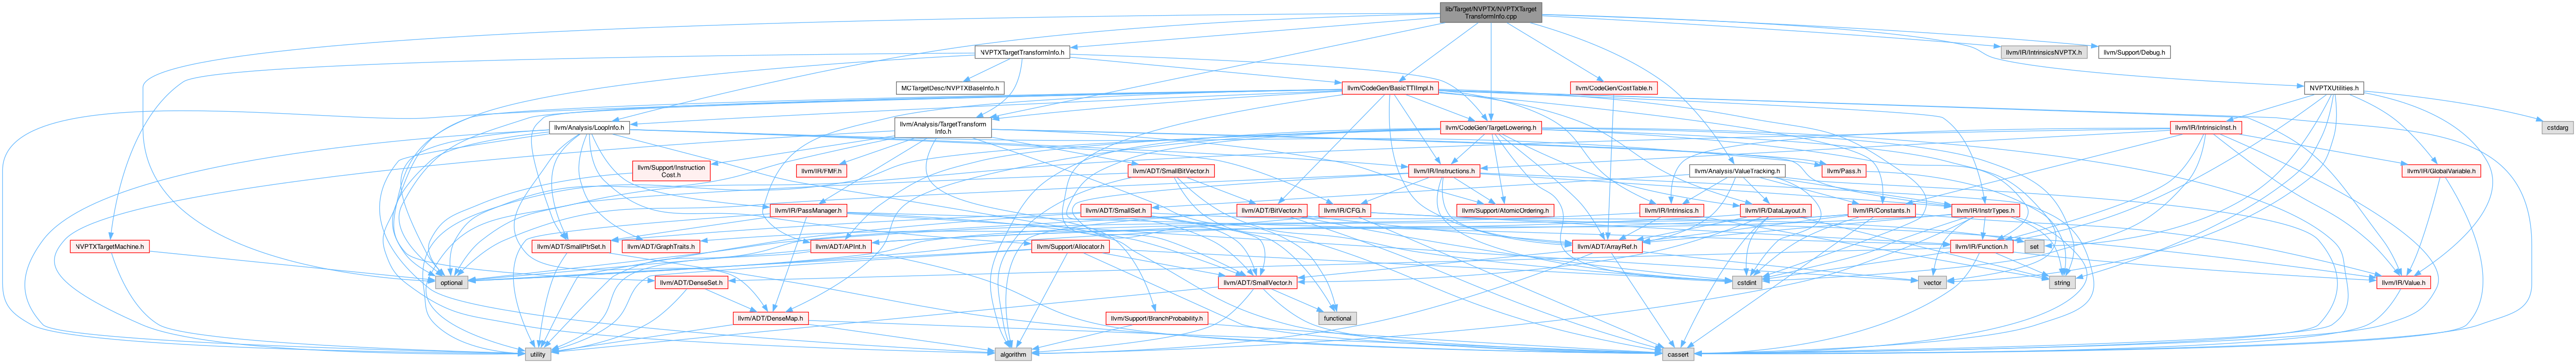 lib/Target/NVPTX/NVPTXTarget
TransformInfo.cpp
NVPTXTargetTransformInfo.h
llvm/IR/IntrinsicsNVPTX.h
llvm/Support/Debug.h
MCTargetDesc/NVPTXBaseInfo.h
llvm/CodeGen/BasicTTIImpl.h
llvm/CodeGen/CostTable.h
NVPTXUtilities.h
llvm/Analysis/LoopInfo.h
llvm/Analysis/TargetTransform
Info.h
llvm/CodeGen/TargetLowering.h
llvm/IR/IntrinsicInst.h
cstdarg
llvm/Support/Instruction
Cost.h
llvm/IR/FMF.h
llvm/ADT/SmallBitVector.h
llvm/IR/Instructions.h
llvm/Analysis/ValueTracking.h
llvm/Pass.h
llvm/IR/GlobalVariable.h
llvm/IR/PassManager.h
llvm/ADT/SmallSet.h
llvm/ADT/BitVector.h
llvm/IR/CFG.h
llvm/Support/AtomicOrdering.h
llvm/IR/Intrinsics.h
llvm/IR/DataLayout.h
llvm/IR/Constants.h
llvm/IR/InstrTypes.h
NVPTXTargetMachine.h
llvm/ADT/SmallPtrSet.h
llvm/ADT/GraphTraits.h
llvm/Support/Allocator.h
llvm/ADT/APInt.h
llvm/ADT/ArrayRef.h
llvm/IR/Function.h
set
optional
llvm/ADT/DenseSet.h
llvm/ADT/SmallVector.h
cstdint
vector
string
llvm/IR/Value.h
llvm/ADT/DenseMap.h
llvm/Support/BranchProbability.h
functional
utility
algorithm
cassert